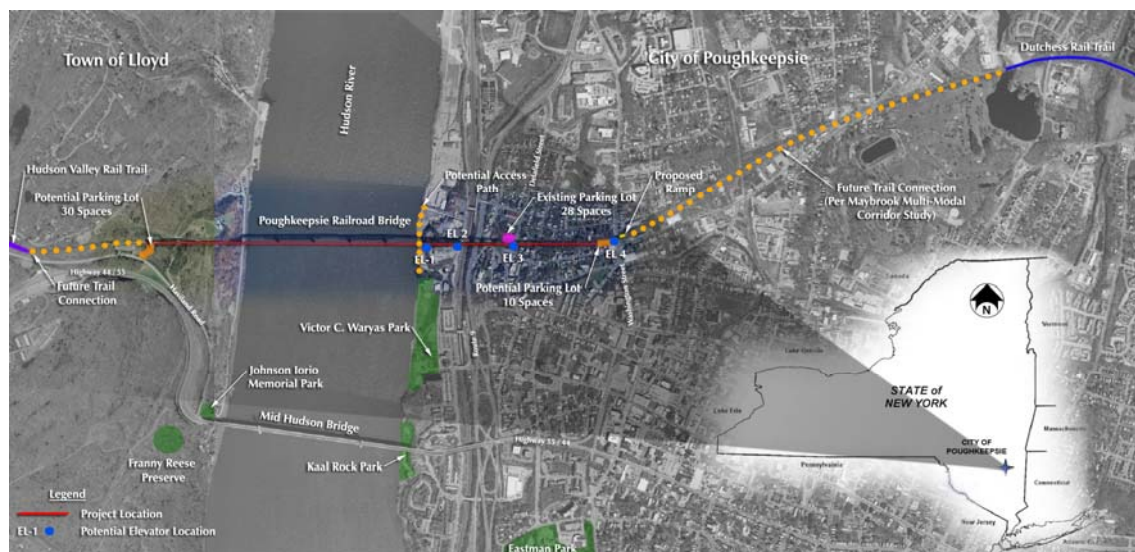 Town of Lloyd
City of Poughkeepsie
Dutchess Rail Trail
Hudson River
Hudson Valley Rail Trail
Potential Parking Lot
30 Spaces
Poughkeepsie Railroad Bridge
Potential Access
Path
Existing Parking Lot
28 Spaces
Proposed
Ramp
Future Trail Connection
(Per Maybrook Multi-Modal
Corridor Study)
EL-1
EL 2
EL 3
EL 4
Highway 44 / 55
Future Trail
Connection
Potential Parking Lot
10 Spaces
Washington Street
Victor C. Waryas Park
Route 9
Johnson Iorio
Memorial Park
Mid Hudson Bridge
Highway 55 / 44
Franny Reese
Preserve
Kaal Rock Park
Eastman Park
Legend
Project Location
EL-1 Potential Elevator Location
N
Canada
Vermont
Lake Ontario
STATE of
NEW YORK
Lake Erie
Massachusetts
CITY OF
POUGHKEEPSIE
Pennsylvania
Connecticut
New Jersey